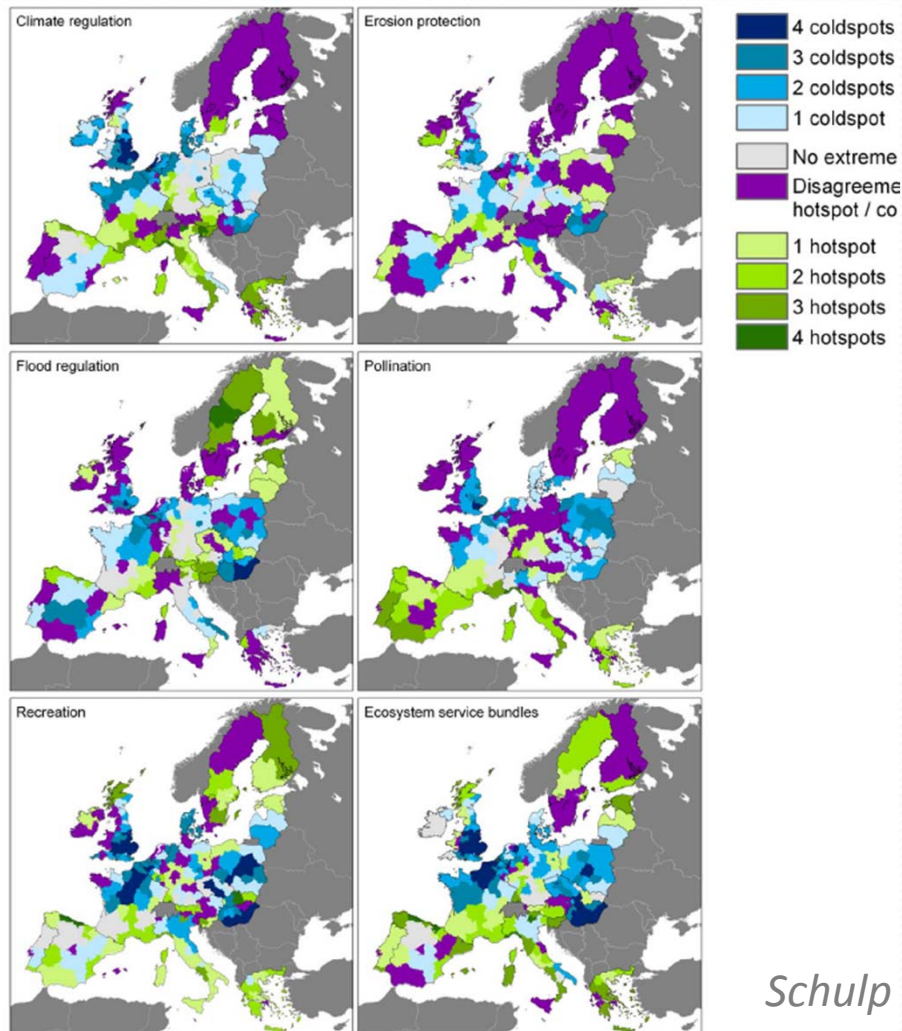 Climate regulation
Erosion protection
4 coldspots
3 coldspots
2 coldspots
1 coldspot
No extreme
Disagreeme
hotspot / co
1 hotspot
2 hotspots
3 hotspots
4 hotspots
Flood regulation
Pollination
Recreation
Ecosystem service bundles
Schulp